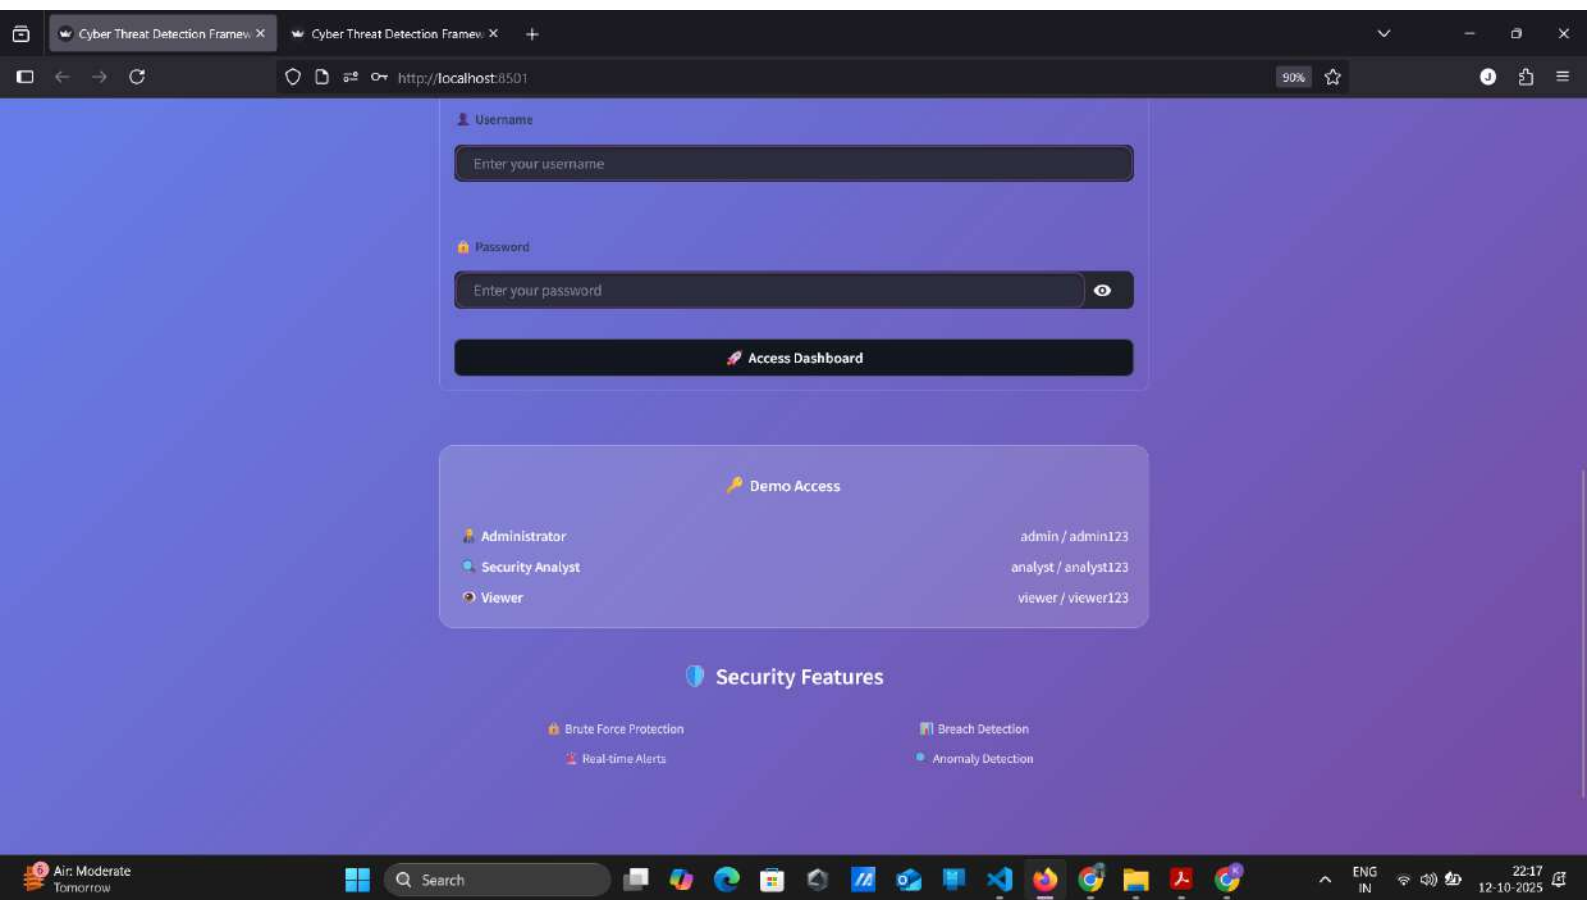 Cyber Threat Detection Framew
Cyber Threat Detection Framew
http://localhost:8501
90%
J
Username
Enter your username
Password
Enter your password
Access Dashboard
Demo Access
Administrator admin / admin123
Security Analyst analyst / analyst123
Viewer viewer / viewer123
Security Features
Brute Force Protection Breach Detection
Real-time Alerts Anomaly Detection
6
Air: Moderate
Tomorrow
Search
ENG
IN
22:17
12-10-2025